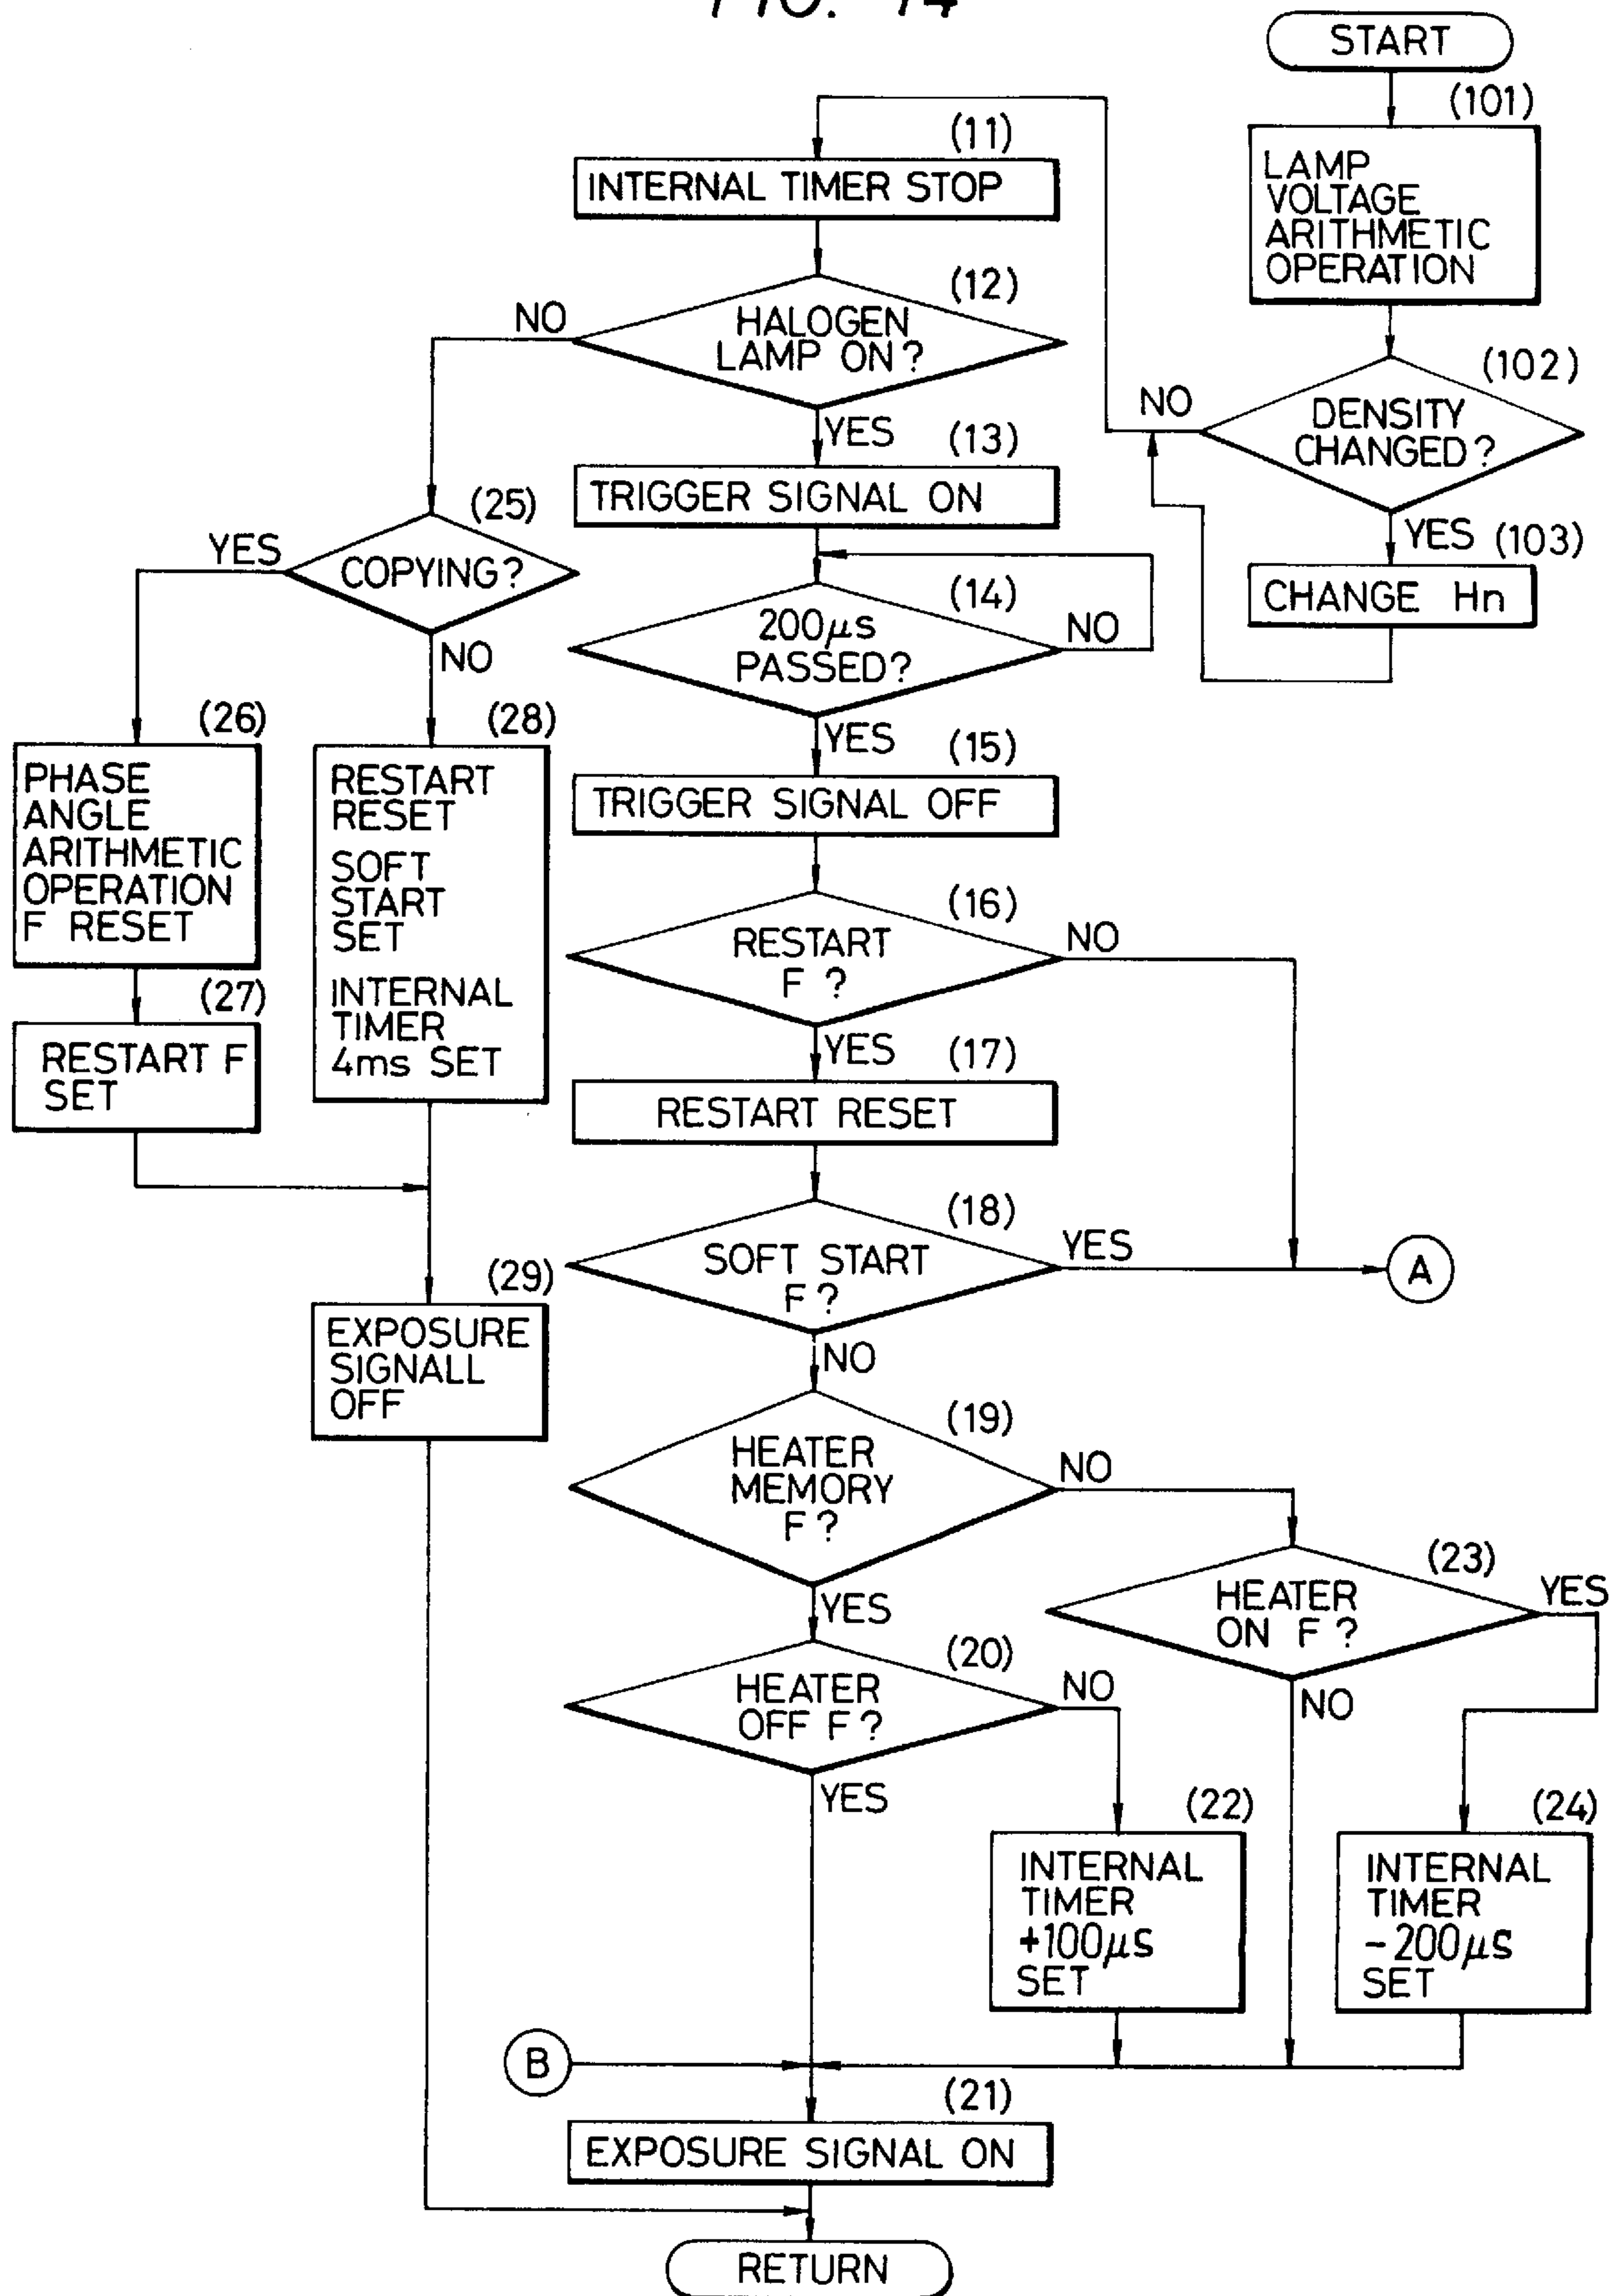 FIG. 14
START
(101)
LAMP
VOLTAGE
ARITHMETIC
OPERATION
(102)
DENSITY
CHANGED?
NO
YES
(103)
CHANGE Hn
(11)
INTERNAL TIMER STOP
(12)
HALOGEN
LAMP ON?
NO
YES
(13)
TRIGGER SIGNAL ON
(14)
200μs
PASSED?
NO
YES
(15)
TRIGGER SIGNAL OFF
(16)
RESTART
F ?
NO
YES
(17)
RESTART RESET
(18)
SOFT START
F ?
YES
A
NO
(19)
HEATER
MEMORY
F ?
NO
YES
(20)
HEATER
OFF F ?
NO
YES
(22)
INTERNAL
TIMER
+100μs
SET
(23)
HEATER
ON F ?
YES
NO
(24)
INTERNAL
TIMER
-200μs
SET
(25)
COPYING?
YES
NO
(26)
PHASE
ANGLE
ARITHMETIC
OPERATION
F RESET
(27)
RESTART F
SET
(28)
RESTART
RESET
SOFT
START
SET
INTERNAL
TIMER
4ms SET
(29)
EXPOSURE
SIGNALL
OFF
B
(21)
EXPOSURE SIGNAL ON
RETURN